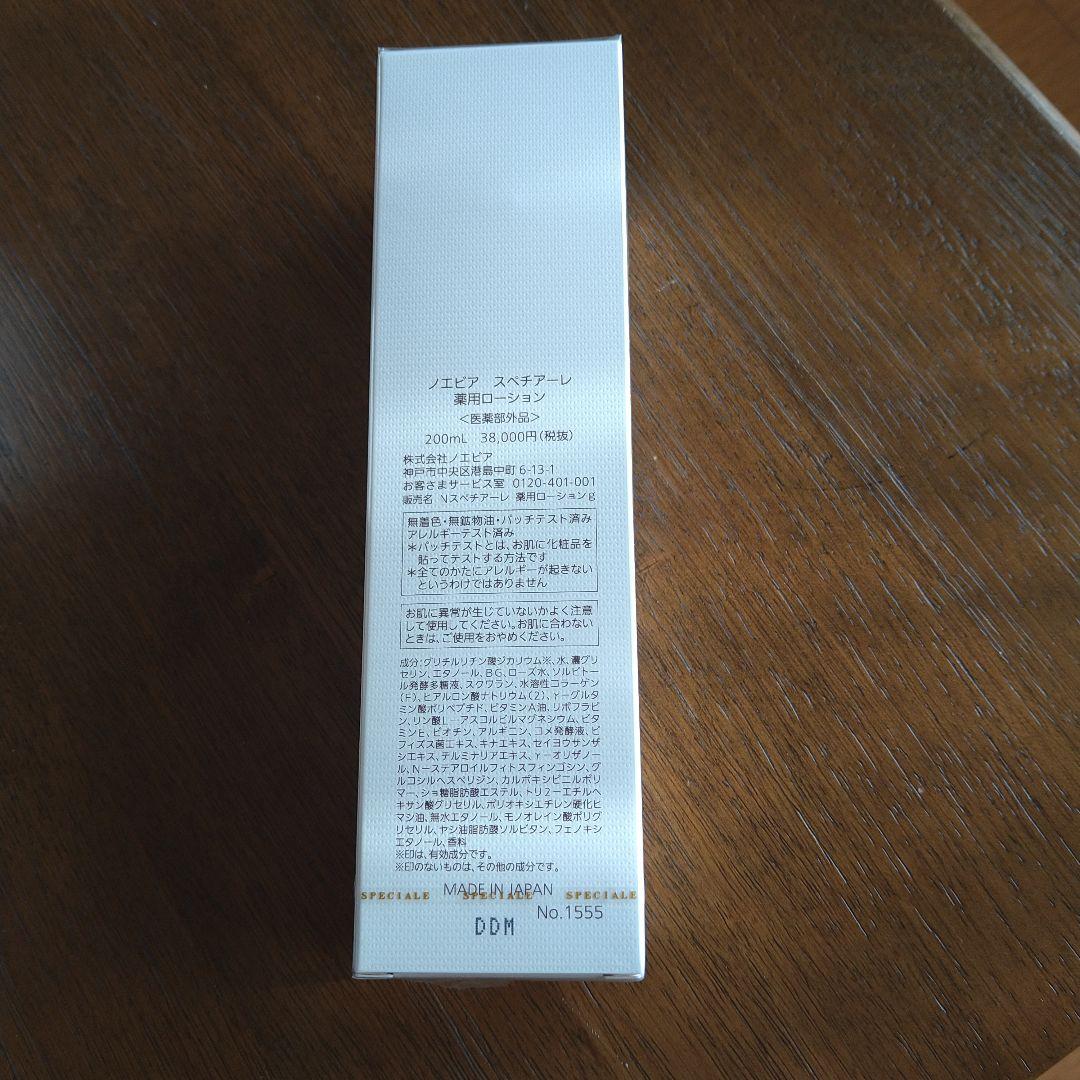 ノエビア　スペチアーレ
薬用ローション
＜医薬部外品＞
200mL　38,000円(税抜)
株式会社ノエビア
神戸市中央区港島中町 6-13-1
お客さまサービス室 0120-401-001
販売名 Nスペチアーレ 薬用ローションg
無着色・無鉱物油・パッチテスト済み
アレルギーテスト済み
＊パッチテストとは、お肌に化粧品を
貼ってテストする方法です
＊全てのかたにアレルギーが起きない
というわけではありません
お肌に異常が生じていないかよく注意
して使用してください。お肌に合わない
ときは、ご使用をおやめください。
成分:グリチルリチン酸ジカリウム※、水、濃グリ
セリン、エタノール、BG、ローズ水、ソルビトー
ル発酵多糖液、スクワラン、水溶性コラーゲン
(F)、ヒアルロン酸ナトリウム(2)、γ－グルタ
ミン酸ポリペプチド、ビタミンA油、リボフラビ
ン、リン酸L－アスコルビルマグネシウム、ビタ
ミンE、ビオチン、アルギニン、コメ発酵液、ビ
フィズス菌エキス、キナエキス、セイヨウサンザ
シエキス、テルミナリアエキス、γ－オリザノー
ル、N－ステアロイルフィトスフィンゴシン、グ
ルコシルヘスペリジン、カルボキシビニルポリ
マー、ショ糖脂肪酸エステル、トリ2－エチルヘ
キサン酸グリセリル、ポリオキシエチレン硬化ヒ
マシ油、無水エタノール、モノオレイン酸ポリグ
リセリル、ヤシ油脂肪酸ソルビタン、フェノキシ
エタノール、香料
※印は、有効成分です。
※印のないものは、その他の成分です。
MADE IN JAPAN
SPECIALE SPECIALE SPECIALE
No.1555
DDM